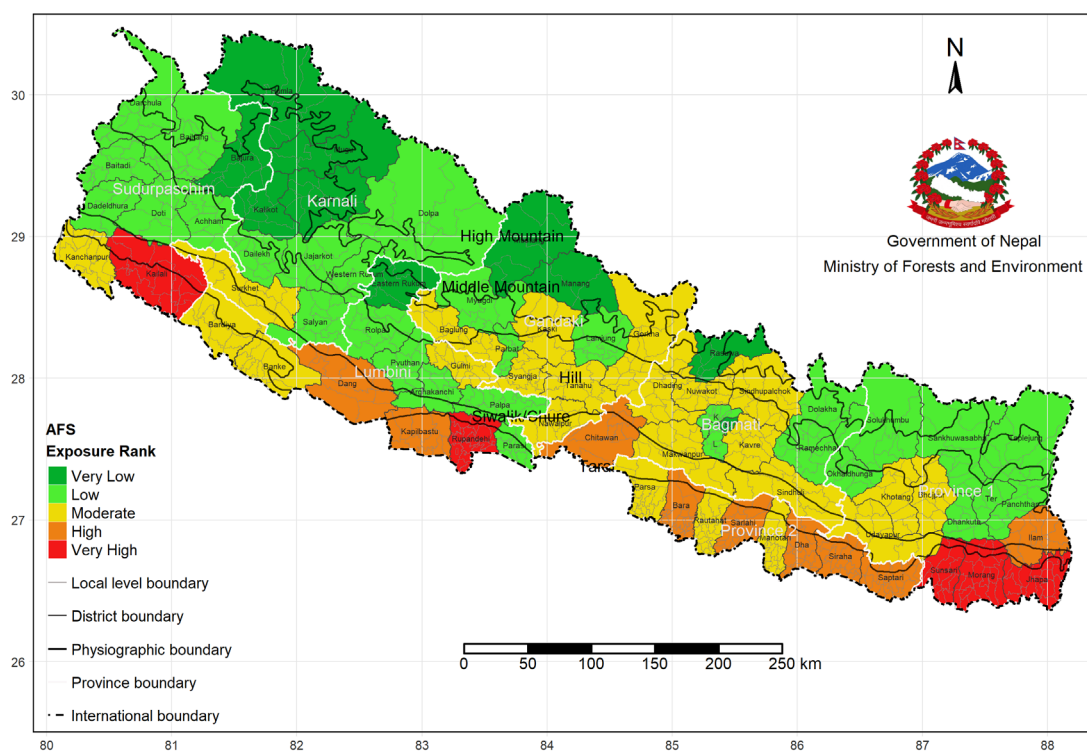 N
30
29
28
27
26
80
81
82
83
84
85
86
87
88
Government of Nepal
Ministry of Forests and Environment
Darchula
Humla
Bajhang
Bajura
Mugu
Baitadi
Sudurpaschim
Karnali
Dadeldhura
Doti
Achham
Kalikot
Dolpa
High Mountain
Kanchanpur
Kailali
Dailekh
Jajarkot
Western Rukum
Eastern Rukum
Middle Mountain
Manang
Surkhet
Myagdi
Bardiya
Salyan
Rolpa
Baglung
Parbat
Kaski
Gandaki
Lamjung
Gorkha
Rasuwa
Banke
Dang
Lumbini
Pyuthan
Gulmi
Syangja
Hill
Tanahu
Dhading
Nuwakot
Sindhupalchok
Dolakha
Arghakanchi
Palpa
Siwalik/Chure
Nawalpur
Kapilbastu
Rupandehi
Parasi
Chitawan
Tarai
Bagmati
Kavre
Makwanpur
Ramechhap
Solukhumbu
Sankhuwasabha
Taplejung
Okhaldhunga
Khotang
Bhojpur
Province 1
Ter
Panchthar
Sindhuli
Parsa
Bara
Rautahat
Sarlahi
Province 2
Mahottari
Dha
Siraha
Saptari
Udayapur
Dhankuta
Ilam
Sunsari
Morang
Jhapa
AFS
Exposure Rank
Very Low
Low
Moderate
High
Very High
Local level boundary
District boundary
Physiographic boundary
Province boundary
International boundary
0 50 100 150 200 250 km